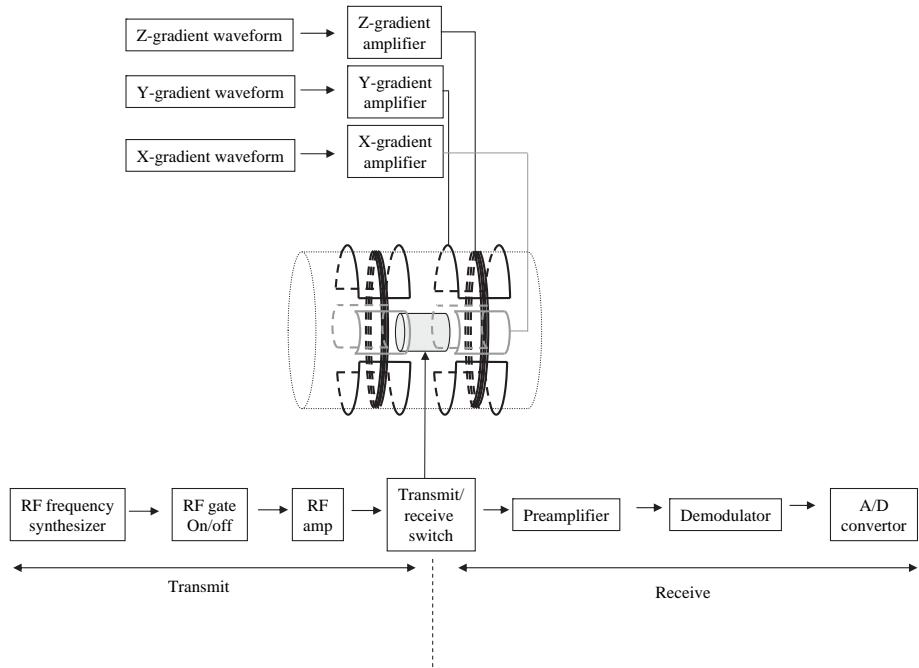 Z-gradient waveform
Z-gradient
amplifier
Y-gradient waveform
Y-gradient
amplifier
X-gradient waveform
X-gradient
amplifier
RF frequency
synthesizer
RF gate
On/off
RF
amp
Transmit/
receive
switch
Preamplifier
Demodulator
A/D
convertor
Transmit
Receive